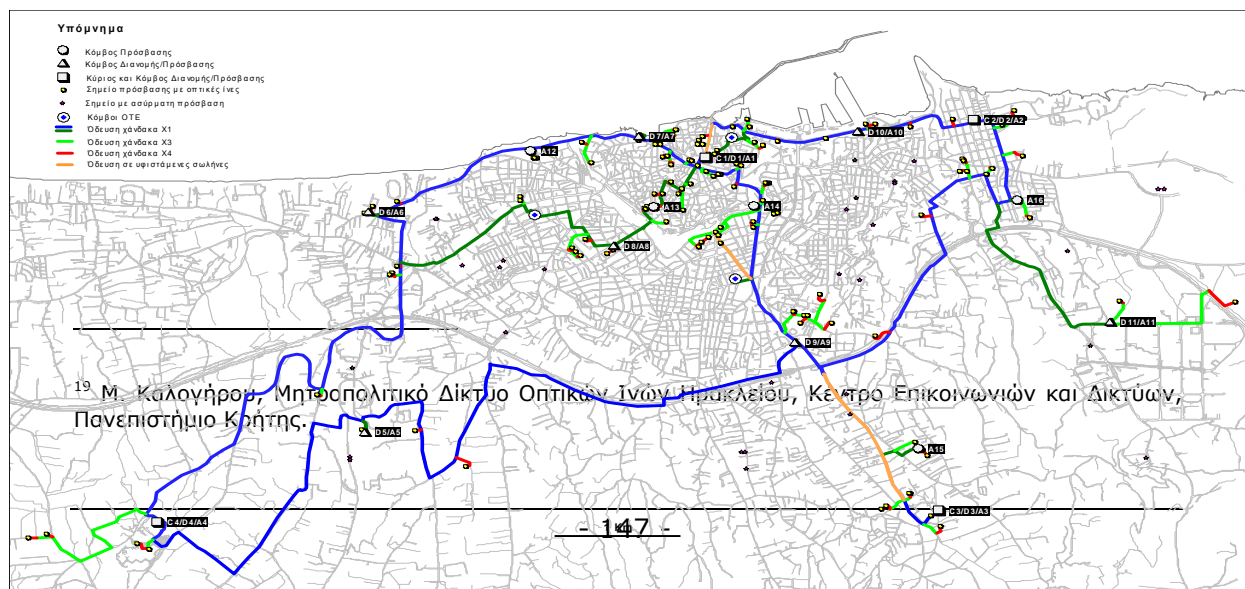 Υπόμνημα
Κόμβος Πρόσβασης
Κόμβος Διανομής/Πρόσβασης
Κύριος και Κόμβος Διανομής/Πρόσβασης
Σημείο πρόσβασης με οπτικές ίνες
Σημείο με ασύρματη πρόσβαση
Κόμβοι ΟΤΕ
Όδευση χάνδακα Χ1
Όδευση χάνδακα Χ3
Όδευση χάνδακα Χ4
Όδευση σε υφιστάμενες σωλήνες
C2/D2/A2
D10/A10
D7/A7
A12
C1/D1/A1
A16
D6/A6
A13
A14
D8/A8
D11/A11
D9/A9
19 Μ. Καλογήρου, Μητροπολιτικό Δίκτυο Οπτικών Ινών Ηρακλείου, Κέντρο Επικοινωνιών και Δικτύων,
Πανεπιστήμιο Κρήτης.
D5/A5
A15
C3/D3/A3
C4/D4/A4
- 147 -